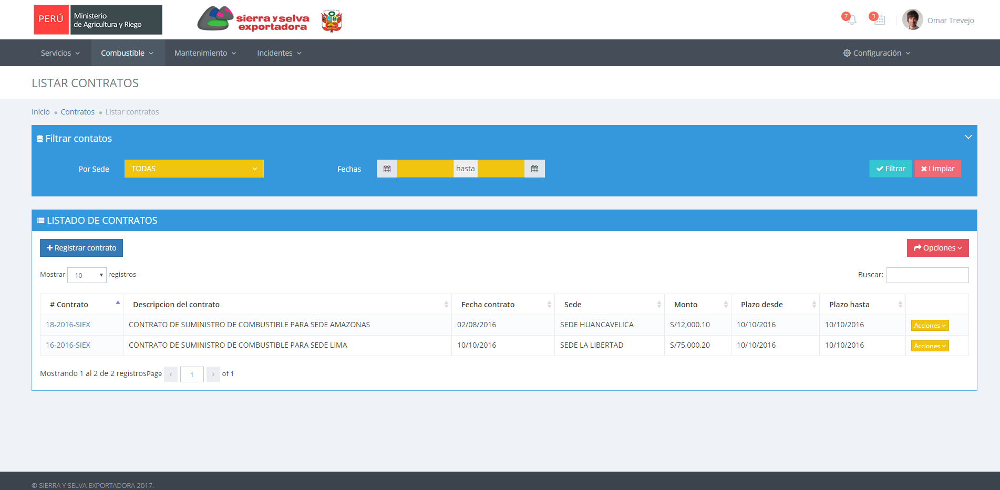 PERÚ
Ministerio
de Agricultura y Riego
sierra y selva
exportadora
7
3
Omar Trevejo
Servicios
Combustible
Mantenimiento
Incidentes
Configuración
LISTAR CONTRATOS
Inicio • Contratos • Listar contratos
Filtrar contatos
Por Sede
TODAS
Fechas
hasta
Filtrar
Limpiar
LISTADO DE CONTRATOS
Registrar contrato
Opciones
Mostrar 10 registros
Buscar:
# Contrato Descripcion del contrato Fecha contrato Sede Monto Plazo desde Plazo hasta
18-2016-SIEX CONTRATO DE SUMINISTRO DE COMBUSTIBLE PARA SEDE AMAZONAS 02/08/2016 SEDE HUANCAVELICA S/12,000.10 10/10/2016 10/10/2016 Acciones
16-2016-SIEX CONTRATO DE SUMINISTRO DE COMBUSTIBLE PARA SEDE LIMA 10/10/2016 SEDE LA LIBERTAD S/75,000.20 10/10/2016 10/10/2016 Acciones
Mostrando 1 al 2 de 2 registrosPage < 1 > of 1
© SIERRA Y SELVA EXPORTADORA 2017.